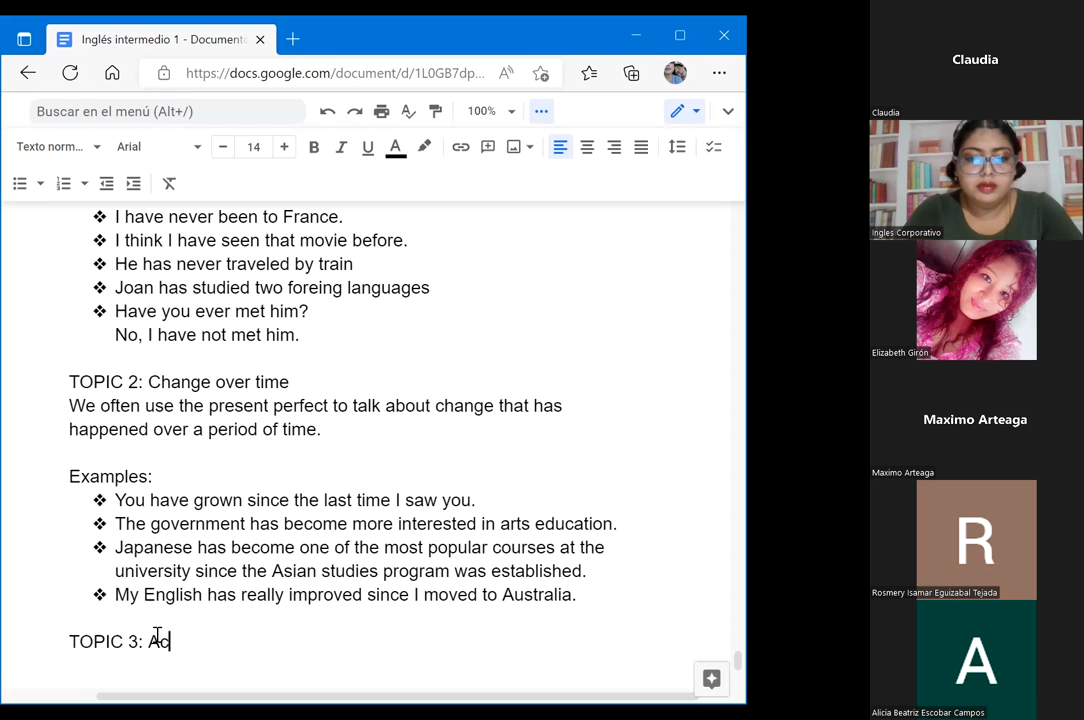 Inglés intermedio 1 - Documento
https://docs.google.com/document/d/1L0GB7dp...
Buscar en el menú (Alt+/)
100%
Texto norm...
Arial
14
I have never been to France.
I think I have seen that movie before.
He has never traveled by train
Joan has studied two foreing languages
Have you ever met him?
No, I have not met him.
TOPIC 2: Change over time
We often use the present perfect to talk about change that has
happened over a period of time.
Examples:
You have grown since the last time I saw you.
The government has become more interested in arts education.
Japanese has become one of the most popular courses at the
university since the Asian studies program was established.
My English has really improved since I moved to Australia.
TOPIC 3: Ac
Claudia
Claudia
Ingles Corporativo
Elizabeth Girón
Maximo Arteaga
Maximo Arteaga
R
Rosmery Isamar Eguizabal Tejada
A
Alicia Beatriz Escobar Campos